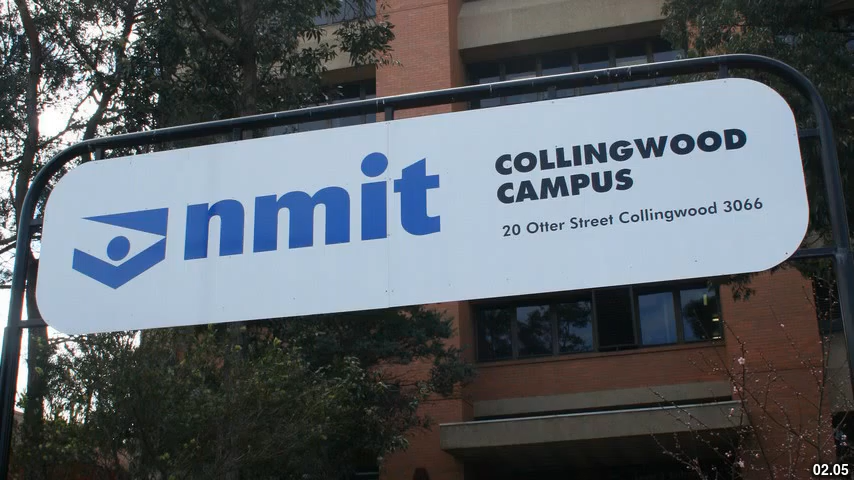 nmit
COLLINGWOOD
CAMPUS
20 Otter Street Collingwood 3066
02.05